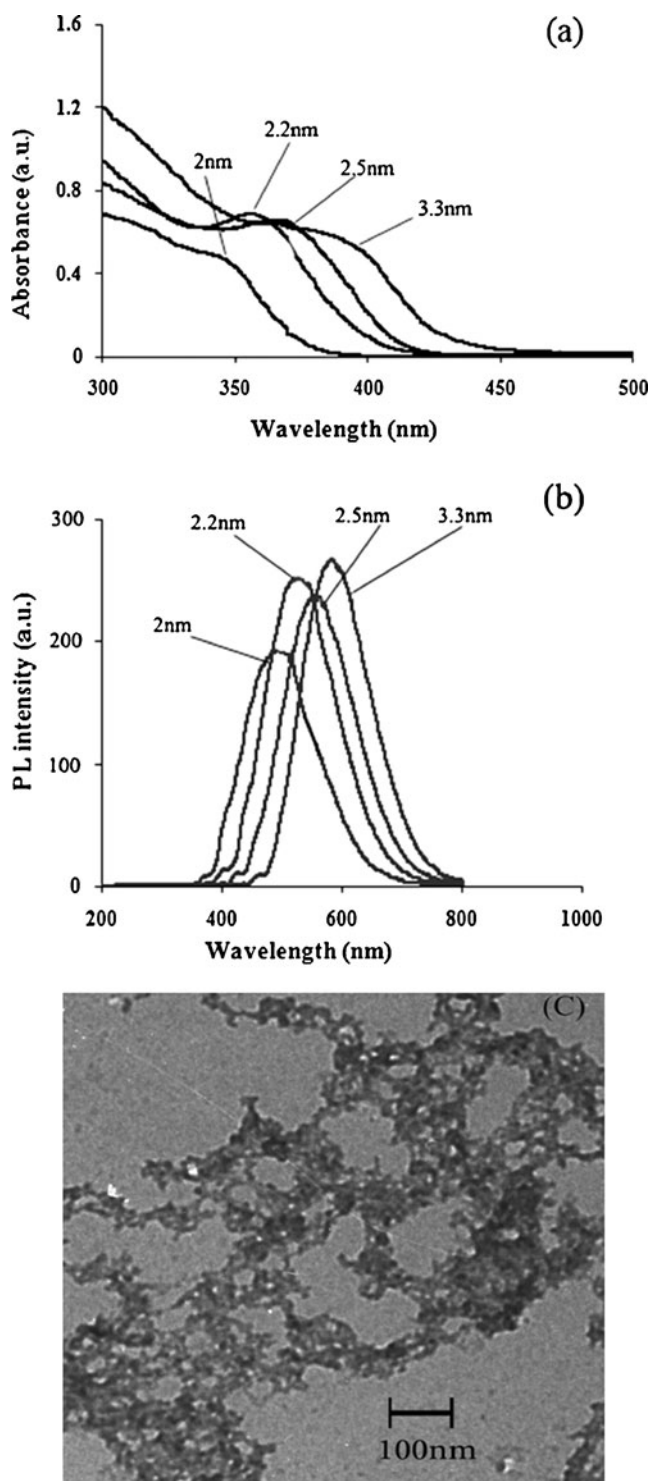 (a)
1.6
1.2
0.8
0.4
0
2nm
2.2nm
2.5nm
3.3nm
Absorbance (a.u.)
300 350 400 450 500
Wavelength (nm)
(b)
300
200
100
0
2nm
2.2nm
2.5nm
3.3nm
PL intensity (a.u.)
200 400 600 800 1000
Wavelength (nm)
(C)
100nm